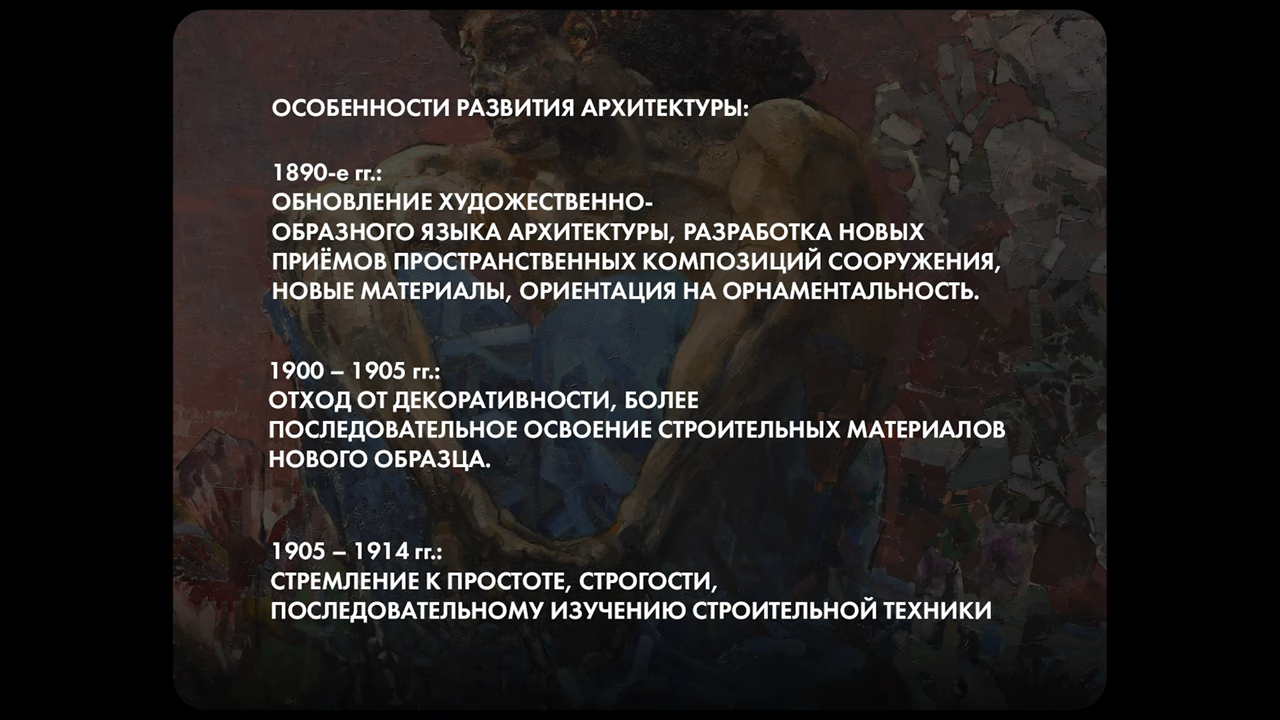 ОСОБЕННОСТИ РАЗВИТИЯ АРХИТЕКТУРЫ:
1890-е гг.:
ОБНОВЛЕНИЕ ХУДОЖЕСТВЕННО-
ОБРАЗНОГО ЯЗЫКА АРХИТЕКТУРЫ, РАЗРАБОТКА НОВЫХ
ПРИЁМОВ ПРОСТРАНСТВЕННЫХ КОМПОЗИЦИЙ СООРУЖЕНИЯ,
НОВЫЕ МАТЕРИАЛЫ, ОРИЕНТАЦИЯ НА ОРНАМЕНТАЛЬНОСТЬ.
1900 – 1905 гг.:
ОТХОД ОТ ДЕКОРАТИВНОСТИ, БОЛЕЕ
ПОСЛЕДОВАТЕЛЬНОЕ ОСВОЕНИЕ СТРОИТЕЛЬНЫХ МАТЕРИАЛОВ
НОВОГО ОБРАЗЦА.
1905 – 1914 гг.:
СТРЕМЛЕНИЕ К ПРОСТОТЕ, СТРОГОСТИ,
ПОСЛЕДОВАТЕЛЬНОМУ ИЗУЧЕНИЮ СТРОИТЕЛЬНОЙ ТЕХНИКИ